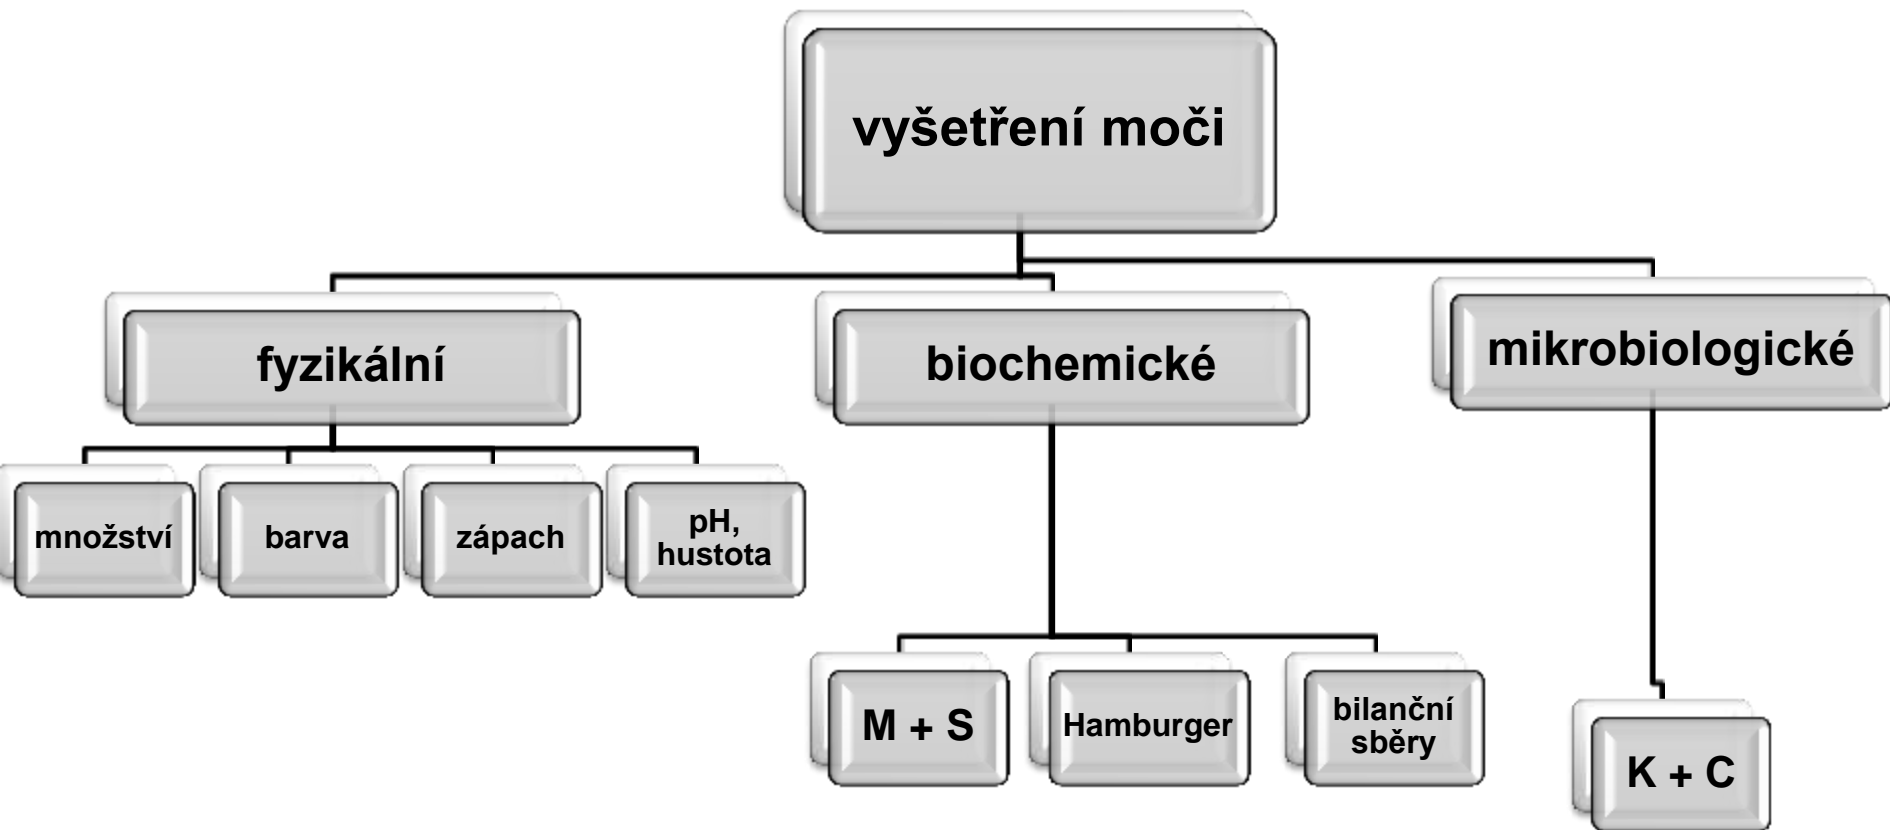 vyšetření moči
fyzikální
biochemické
mikrobiologické
množství
barva
zápach
pH,
hustota
M + S
Hamburger
bilanční
sběry
K + C